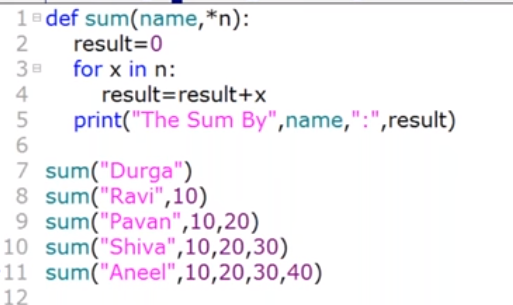 1 def sum(name,*n):
2     result=0
3     for x in n:
4         result=result+x
5     print("The Sum By",name,":",result)
6
7 sum("Durga")
8 sum("Ravi",10)
9 sum("Pavan",10,20)
10 sum("Shiva",10,20,30)
11 sum("Aneel",10,20,30,40)
12